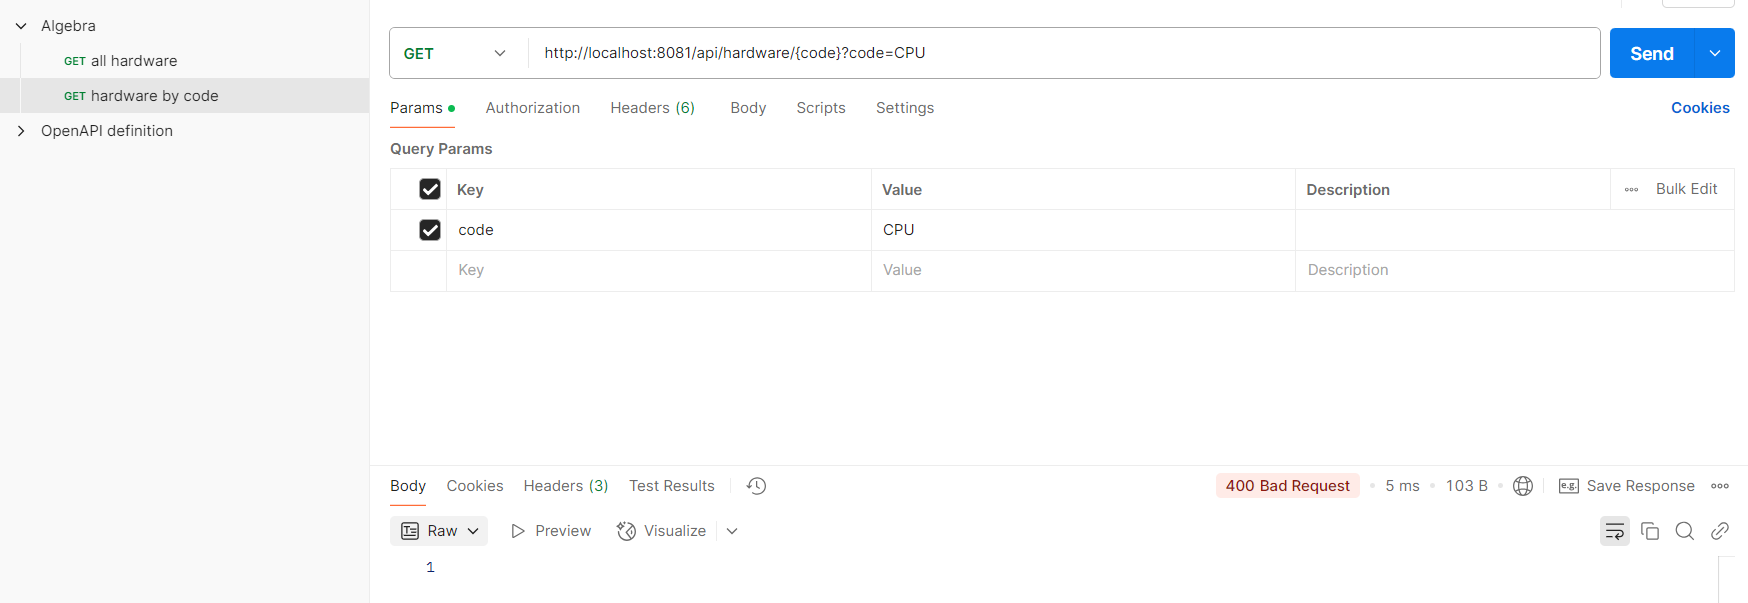 Algebra
GET all hardware
GET hardware by code
OpenAPI definition
GET http://localhost:8081/api/hardware/{code}?code=CPU Send
Params Authorization Headers (6) Body Scripts Settings Cookies
Query Params
Key Value Description Bulk Edit
code CPU
Key Value Description
Body Cookies Headers (3) Test Results 400 Bad Request 5 ms 103 B e.g. Save Response
Raw Preview Visualize
1